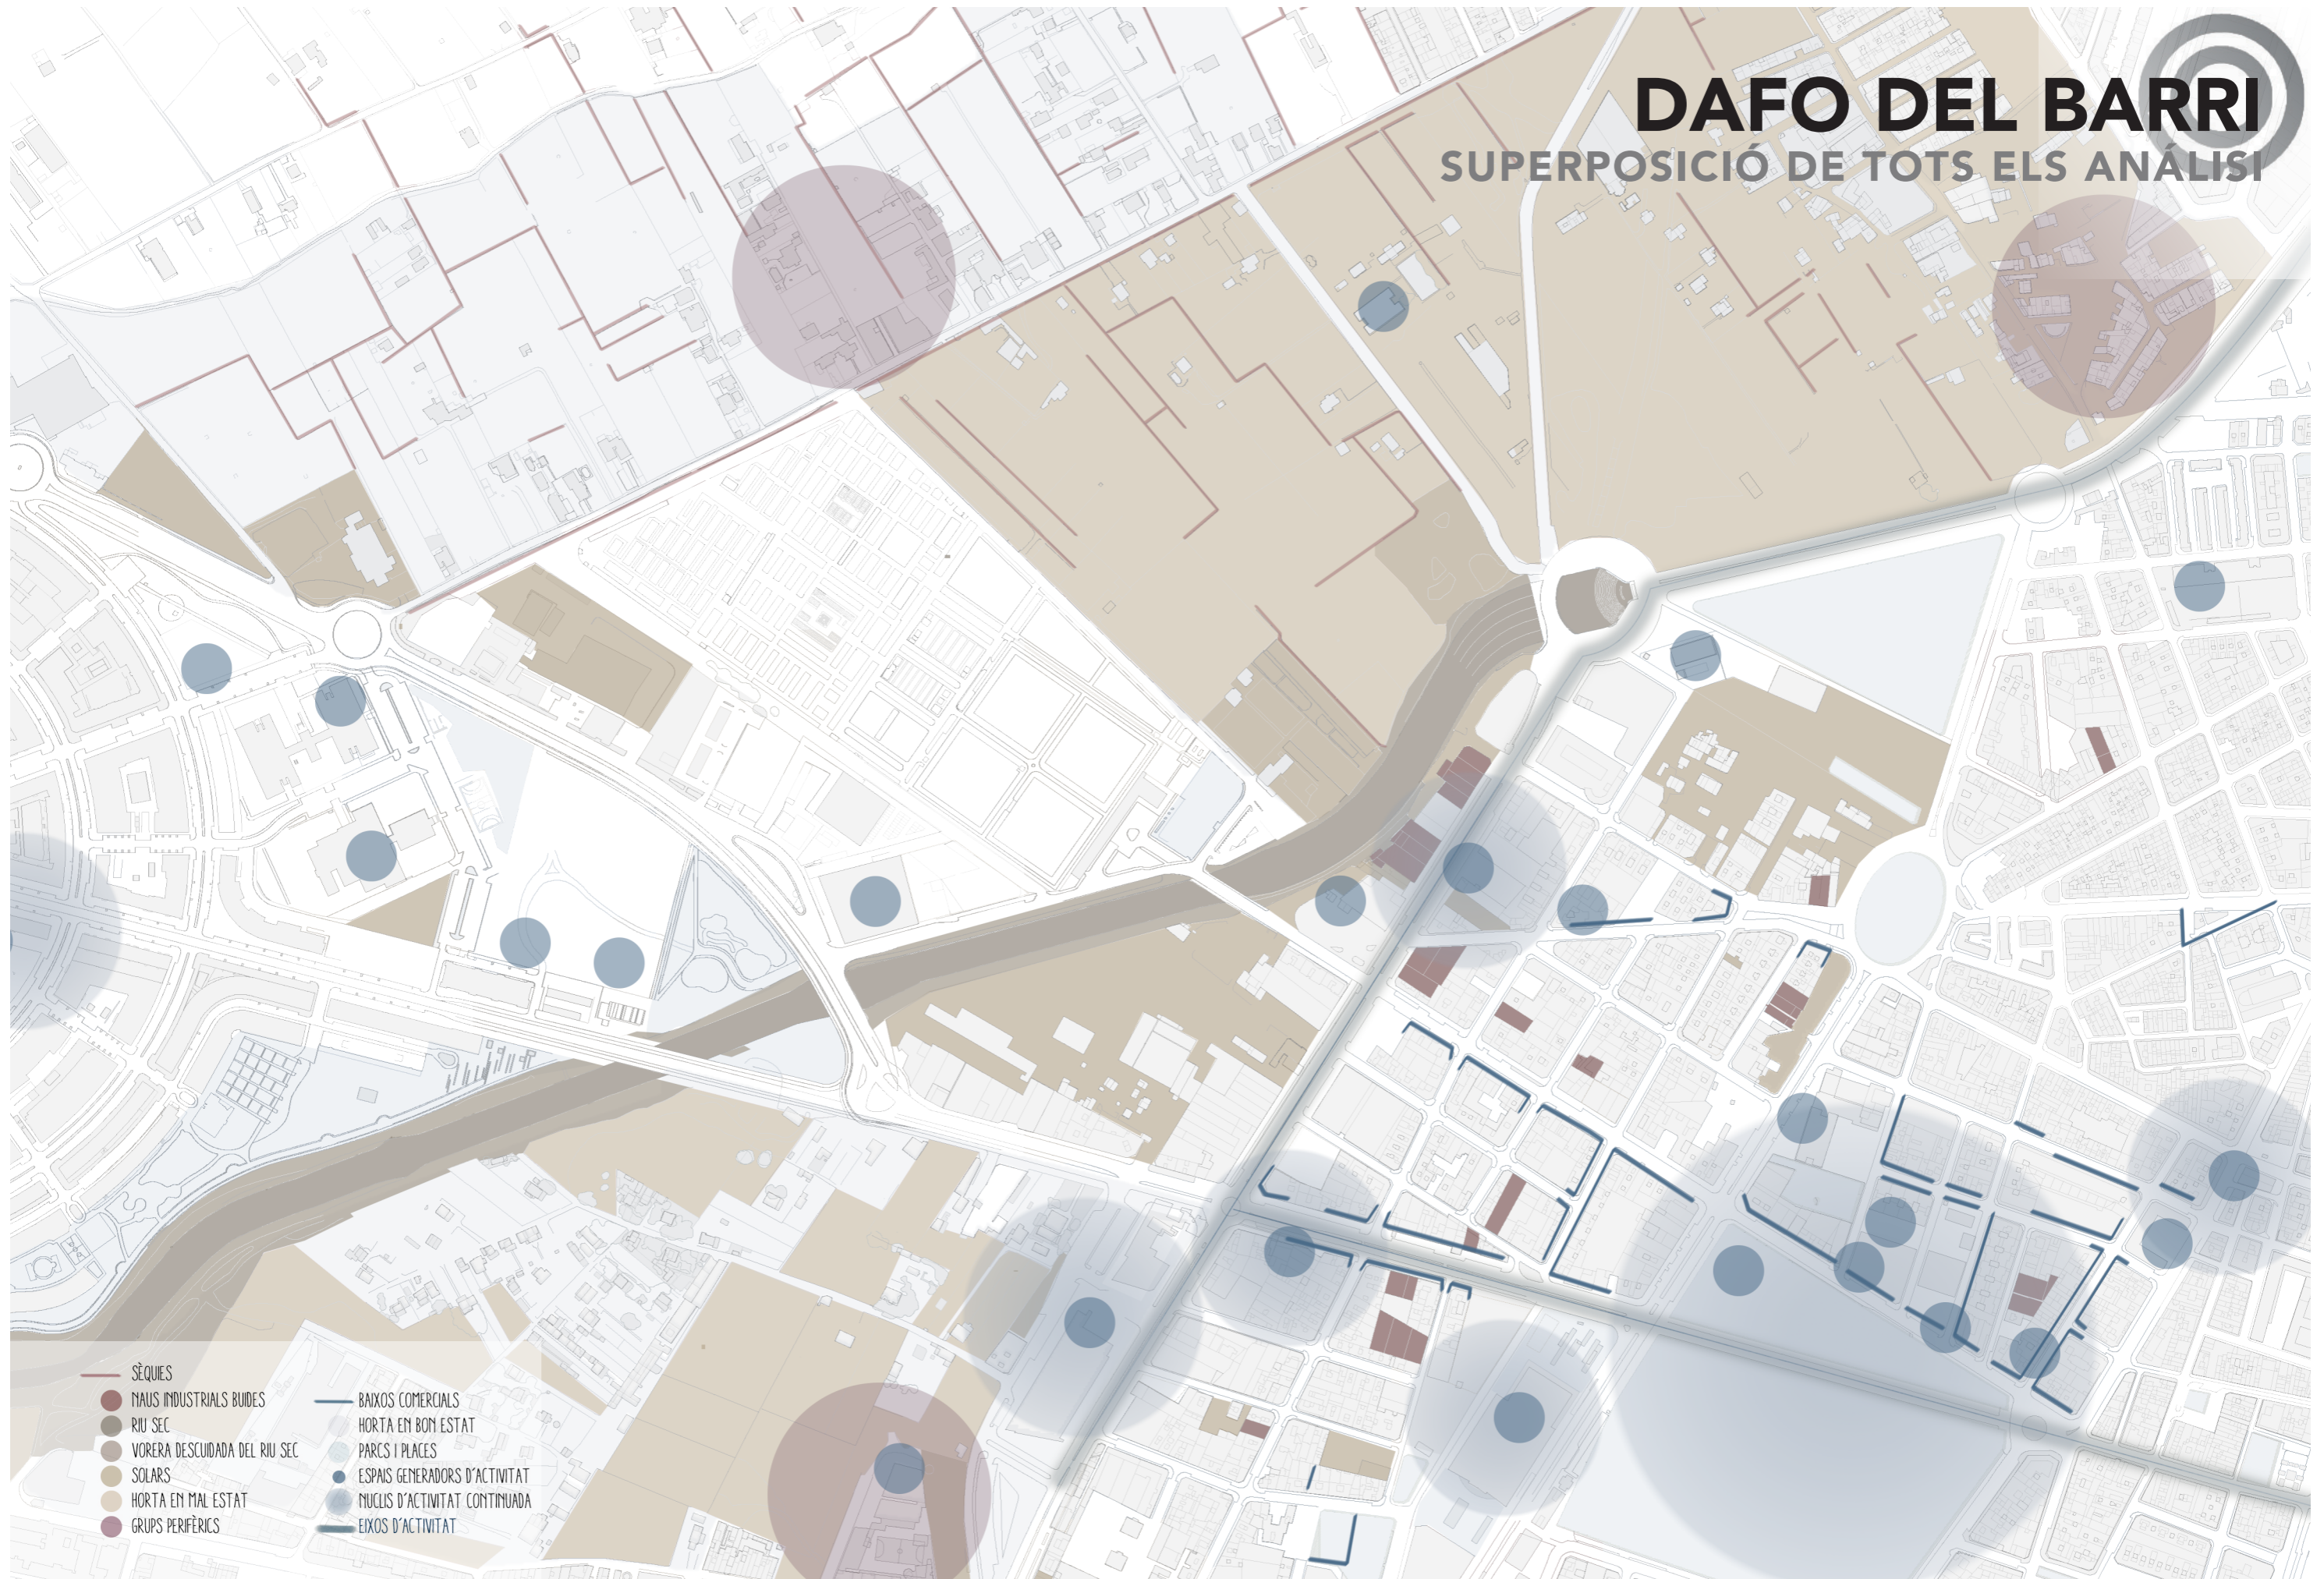 DAFO DEL BARRI
SUPERPOSICIÓ DE TOTS ELS ANÁLISI
SÈQUIES
NAUS INDUSTRIALS BUIDES
RIU SEC
VORERA DESCUIDADA DEL RIU SEC
SOLARS
HORTA EN MAL ESTAT
GRUPS PERIFÈRICS
BAIXOS COMERCIALS
HORTA EN BON ESTAT
PARCS I PLACES
ESPAIS GENERADORS D'ACTIVITAT
NUCLIS D'ACTIVITAT CONTINUADA
EIXOS D'ACTIVITAT